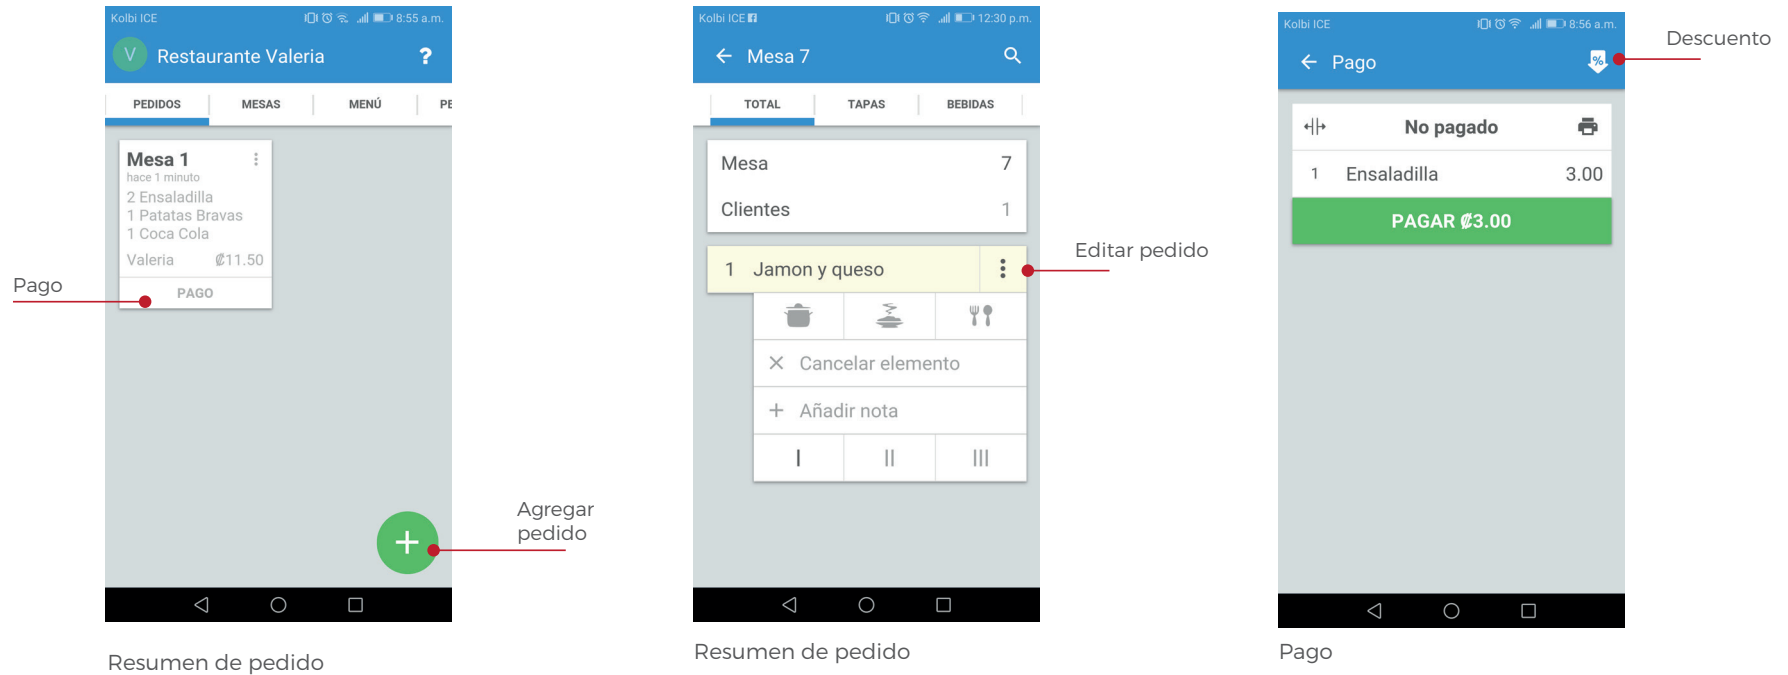 Kolbi ICE
8:55 a.m.
V
Restaurante Valeria
?
PEDIDOS
MESAS
MENÚ
PE
Mesa 1
hace 1 minuto
2 Ensaladilla
1 Patatas Bravas
1 Coca Cola
Valeria
₡11.50
PAGO
Pago
Agregar
pedido
Resumen de pedido
Kolbi ICE
12:30 p.m.
Mesa 7
TOTAL
TAPAS
BEBIDAS
Mesa
7
Clientes
1
1 Jamon y queso
Editar pedido
Cancelar elemento
Añadir nota
I
II
III
Resumen de pedido
Kolbi ICE
8:56 a.m.
Pago
%
Descuento
No pagado
1 Ensaladilla 3.00
PAGAR ₡3.00
Pago